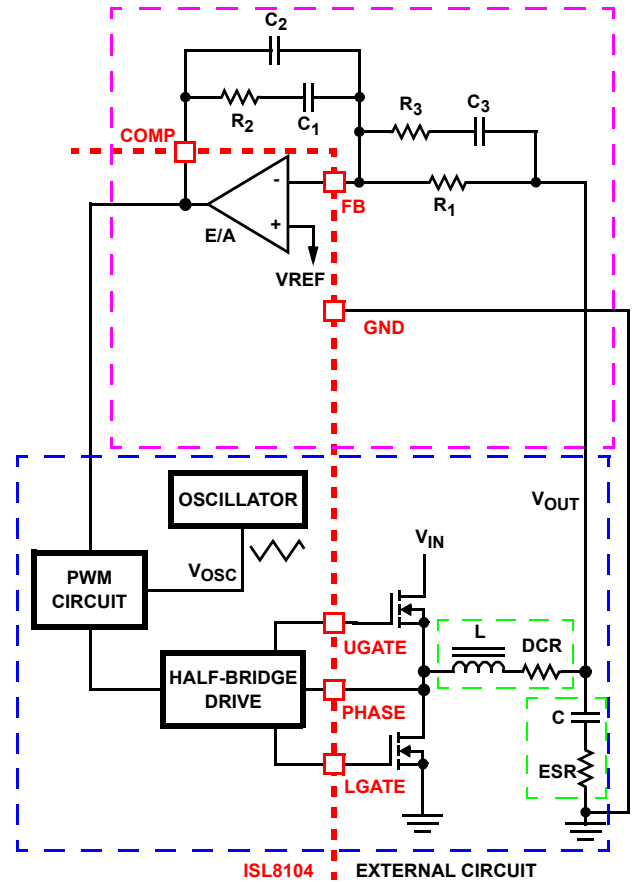 C2
R2
C1
R3
C3
COMP
-
FB
R1
+
E/A
VREF
GND
OSCILLATOR
VOUT
VIN
PWM
CIRCUIT
VOSC
L
DCR
UGATE
HALF-BRIDGE
DRIVE
PHASE
C
ESR
LGATE
ISL8104
EXTERNAL CIRCUIT